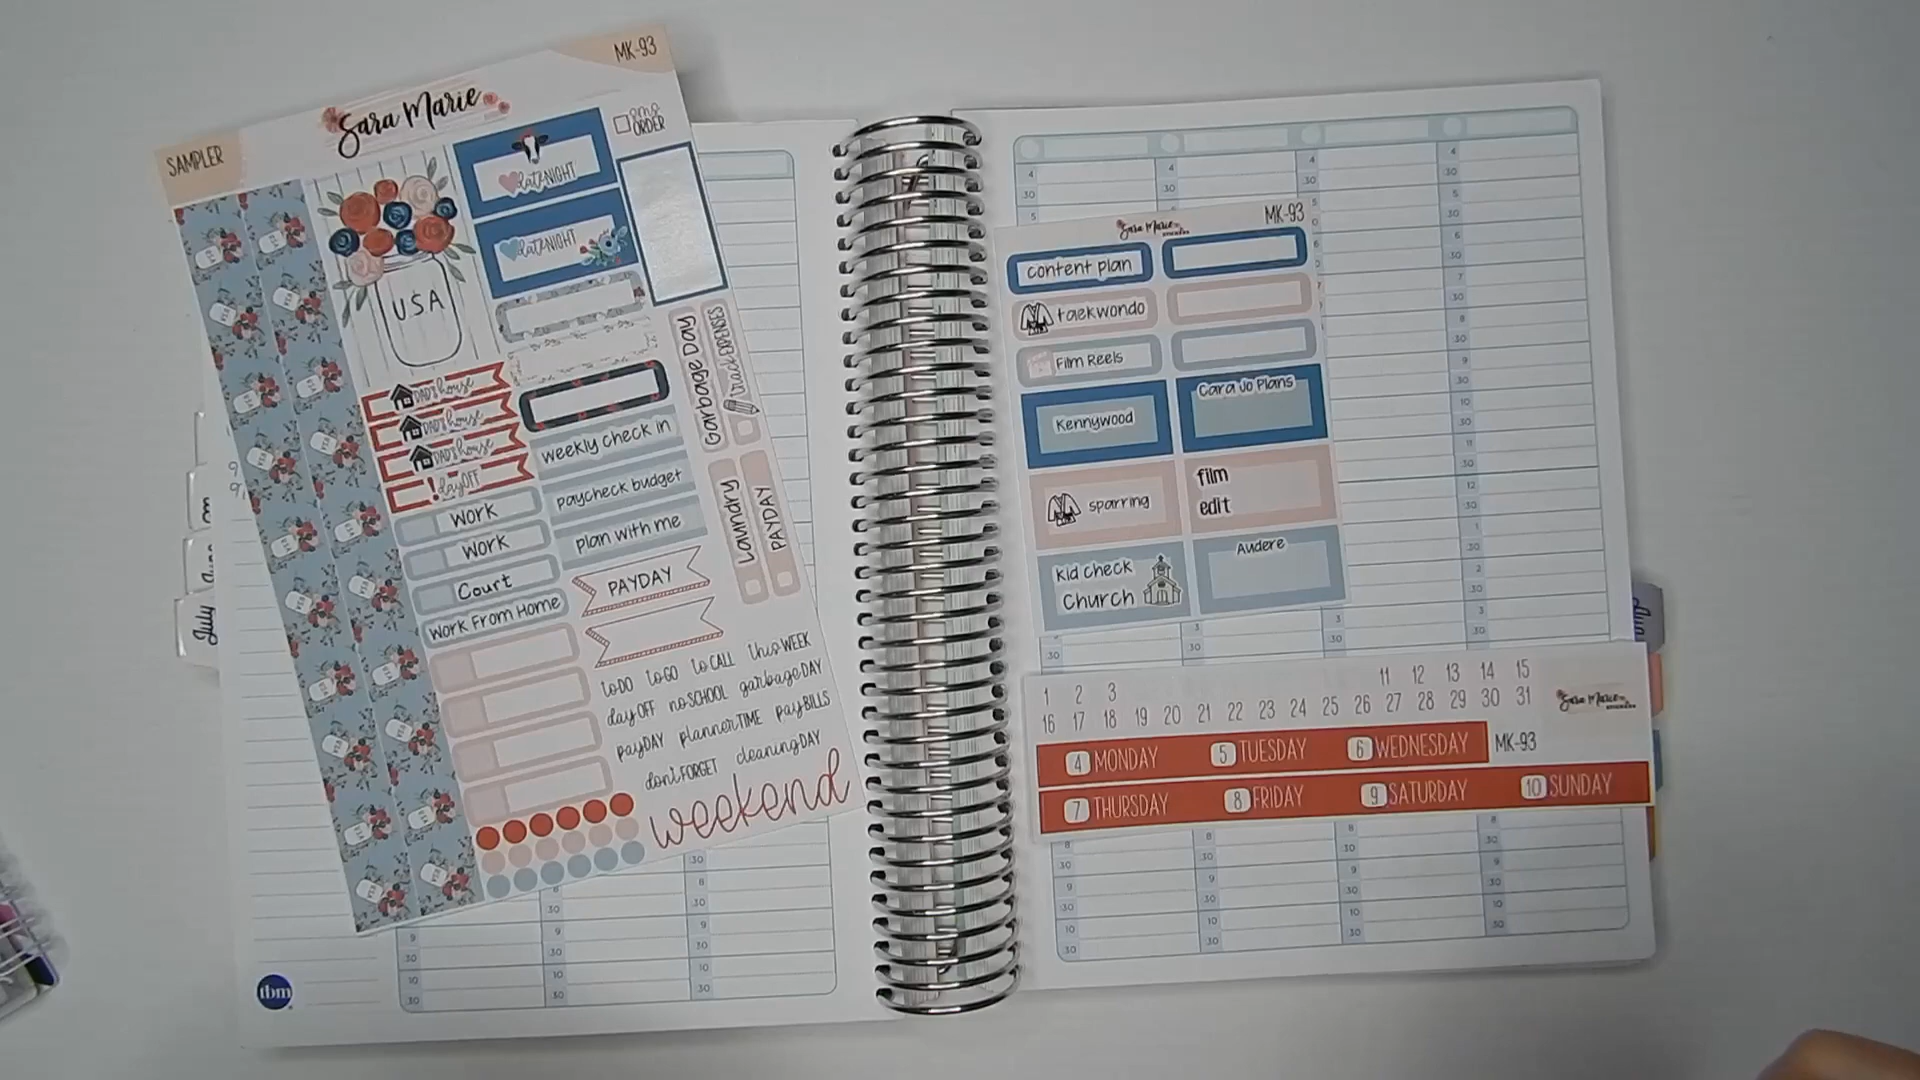 SAMPLER
Sara Marie
MK-93
date NIGHT
gms
ORDER
date NIGHT
USA
DAD'S house
DAD'S house
DAD'S house
! day OFF
work
work
Court
Work From Home
weekly check in
paycheck budget
plan with me
PAYDAY
Garbage Day
track EXPENSES
Laundry
PAYDAY
to DO to GO to CALL this WEEK
day OFF no SCHOOL garbage DAY
pay DAY planner TIME pay BILLS
don't FORGET cleaning DAY
weekend
July
tbm
Sara Marie
MK-93
content plan
taekwondo
Film Reels
Kennywood
Cara Jo Plans
sparring
film
edit
kid check
Church
Audere
1 2 3 11 12 13 14 15
16 17 18 19 20 21 22 23 24 25 26 27 28 29 30 31
Sara Marie
4 MONDAY 5 TUESDAY 6 WEDNESDAY MK-93
7 THURSDAY 8 FRIDAY 9 SATURDAY 10 SUNDAY